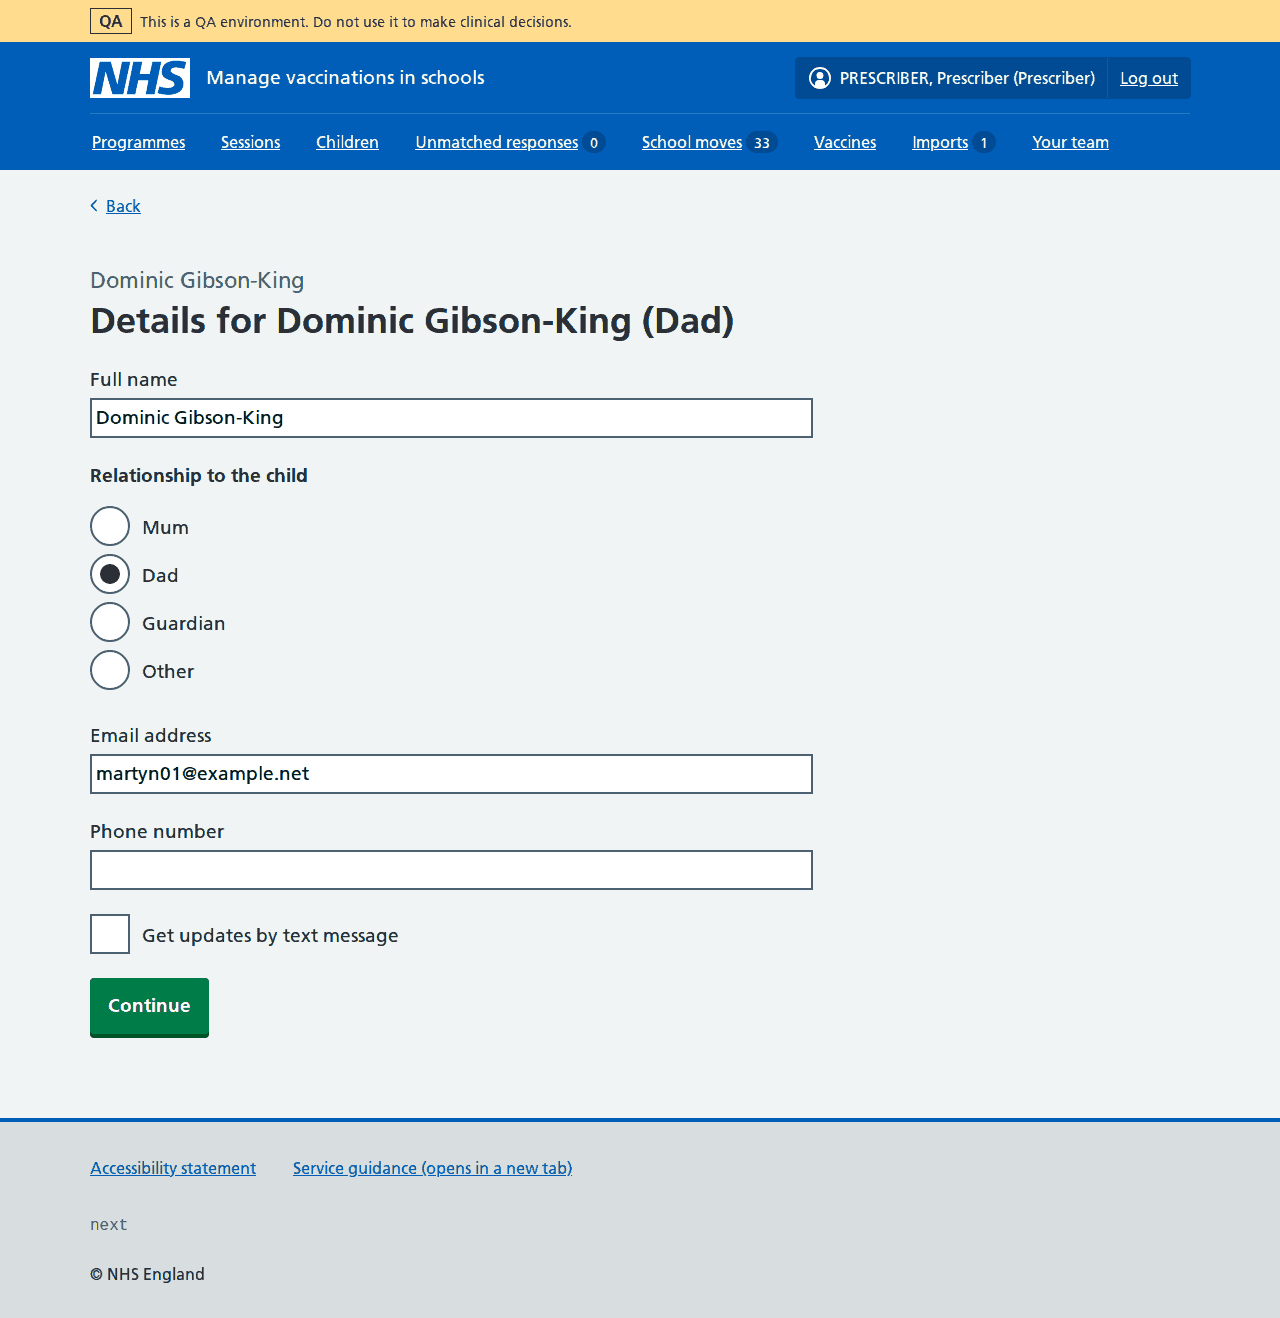 QA This is a QA environment. Do not use it to make clinical decisions.
NHS Manage vaccinations in schools PRESCRIBER, Prescriber (Prescriber) Log out
Programmes Sessions Children Unmatched responses 0 School moves 33 Vaccines Imports 1 Your team
Back
Dominic Gibson-King
Details for Dominic Gibson-King (Dad)
Full name
Dominic Gibson-King
Relationship to the child
Mum
Dad
Guardian
Other
Email address
martyn01@example.net
Phone number
Get updates by text message
Continue
Accessibility statement Service guidance (opens in a new tab)
next
© NHS England